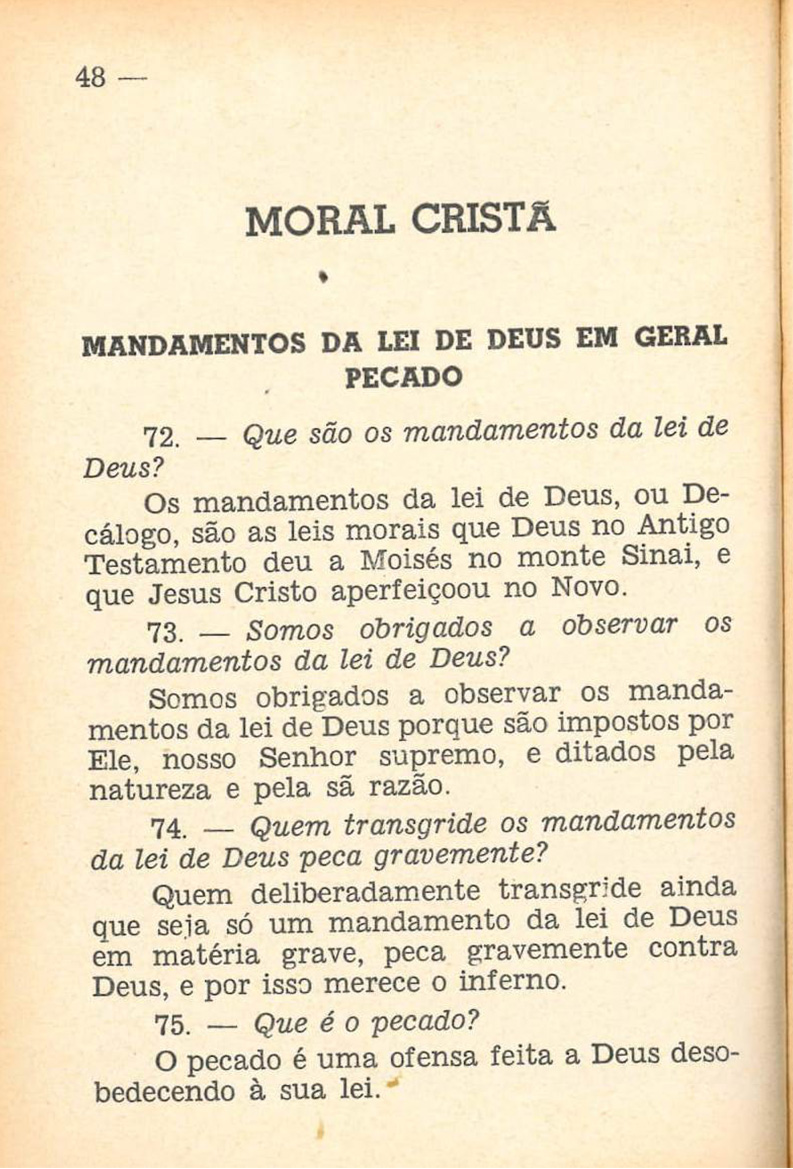 48 —
MORAL CRISTÃ
MANDAMENTOS DA LEI DE DEUS EM GERAL
PECADO
72. — Que são os mandamentos da lei de
Deus?
Os mandamentos da lei de Deus, ou De-
cálogo, são as leis morais que Deus no Antigo
Testamento deu a Moisés no monte Sinai, e
que Jesus Cristo aperfeiçoou no Novo.
73. — Somos obrigados a observar os
mandamentos da lei de Deus?
Somos obrigados a observar os manda-
mentos da lei de Deus porque são impostos por
Ele, nosso Senhor supremo, e ditados pela
natureza e pela sã razão.
74. — Quem transgride os mandamentos
da lei de Deus peca gravemente?
Quem deliberadamente transgride ainda
que seja só um mandamento da lei de Deus
em matéria grave, peca gravemente contra
Deus, e por isso merece o inferno.
75. — Que é o pecado?
O pecado é uma ofensa feita a Deus deso-
bedecendo à sua lei.